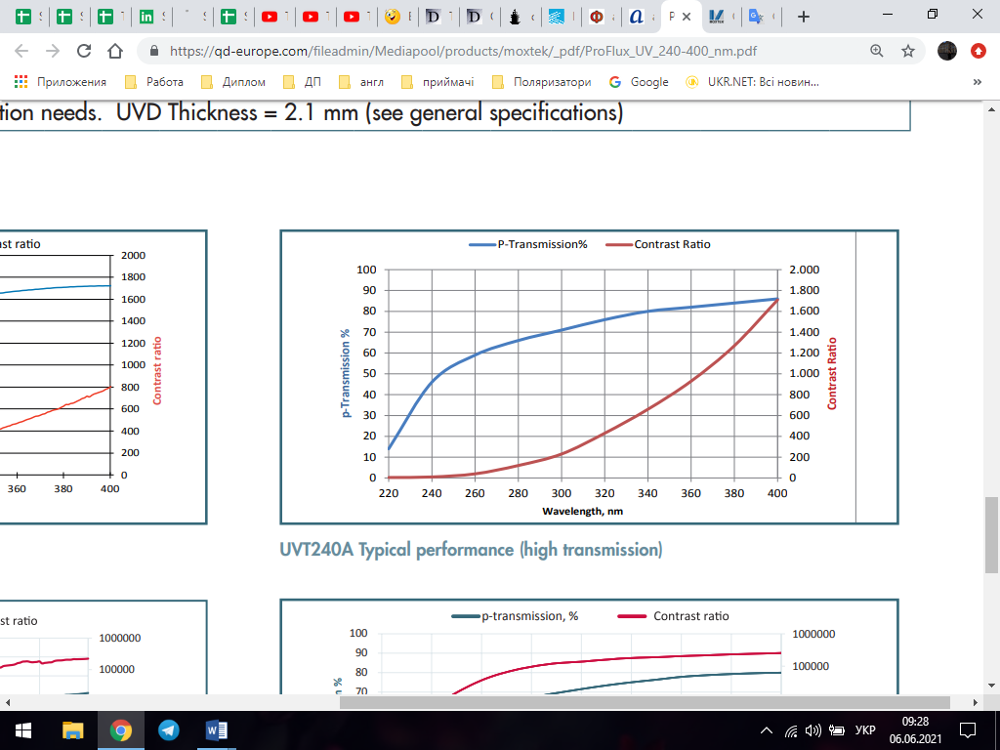 https://qd-europe.com/fileadmin/Mediapool/products/moxtek/_pdf/ProFlux_UV_240-400_nm.pdf
Приложения Работа Диплом ДП англ приймачі Поляризатори Google UKR.NET: Всі новин... »
tion needs. UVD Thickness = 2.1 mm (see general specifications)
ast ratio
2000
1800
1600
1400
1200
1000
800
600
400
200
0
Contrast ratio
360 380 400
P-Transmission% Contrast Ratio
100 2.000
90 1.800
80 1.600
70 1.400
60 1.200
50 1.000
40 800
30 600
20 400
10 200
0 0
p-Transmission %
Contrast Ratio
220 240 260 280 300 320 340 360 380 400
Wavelength, nm
UVT240A Typical performance (high transmission)
st ratio
1000000
100000
p-transmission, % Contrast ratio
100 1000000
90
80 100000
70
n %
УКР
09:28
06.06.2021